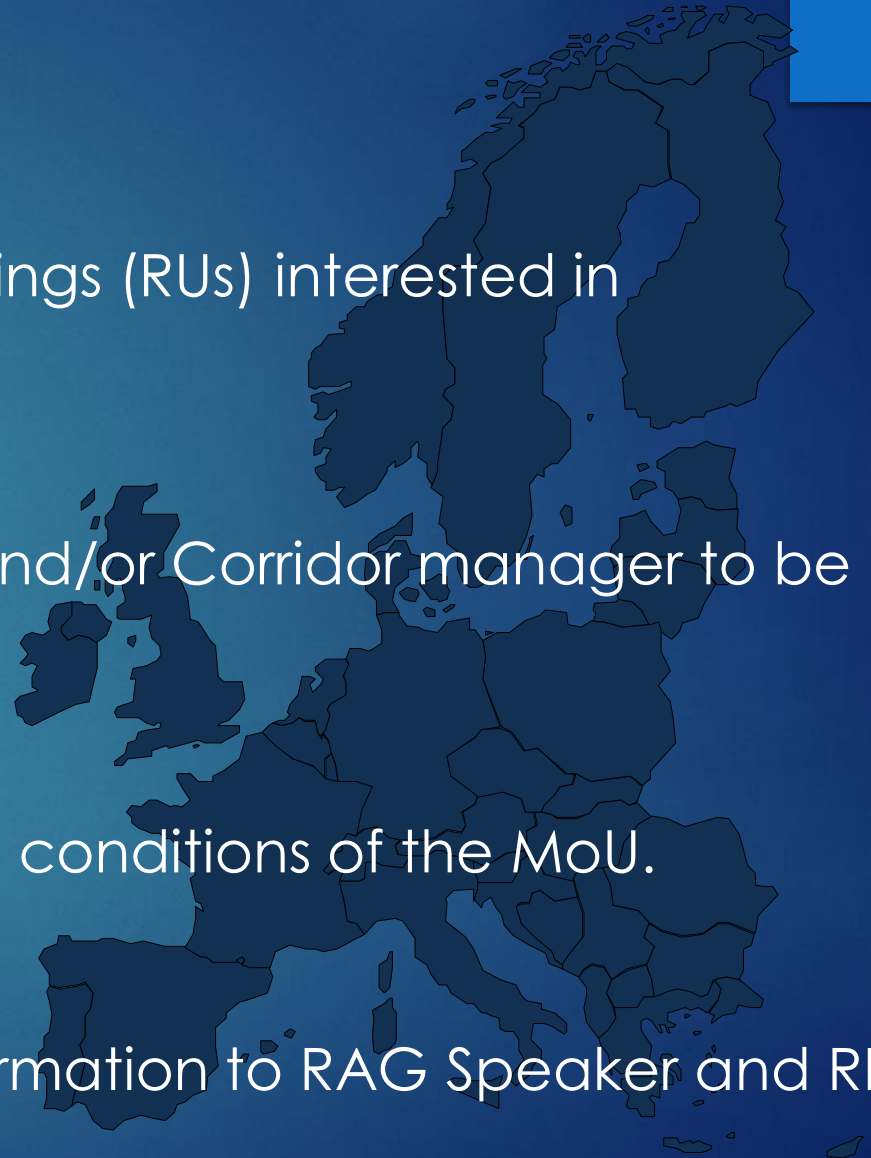 ings (RUs) interested in
nd/or Corridor manager to be
conditions of the MoU.
rmation to RAG Speaker and R